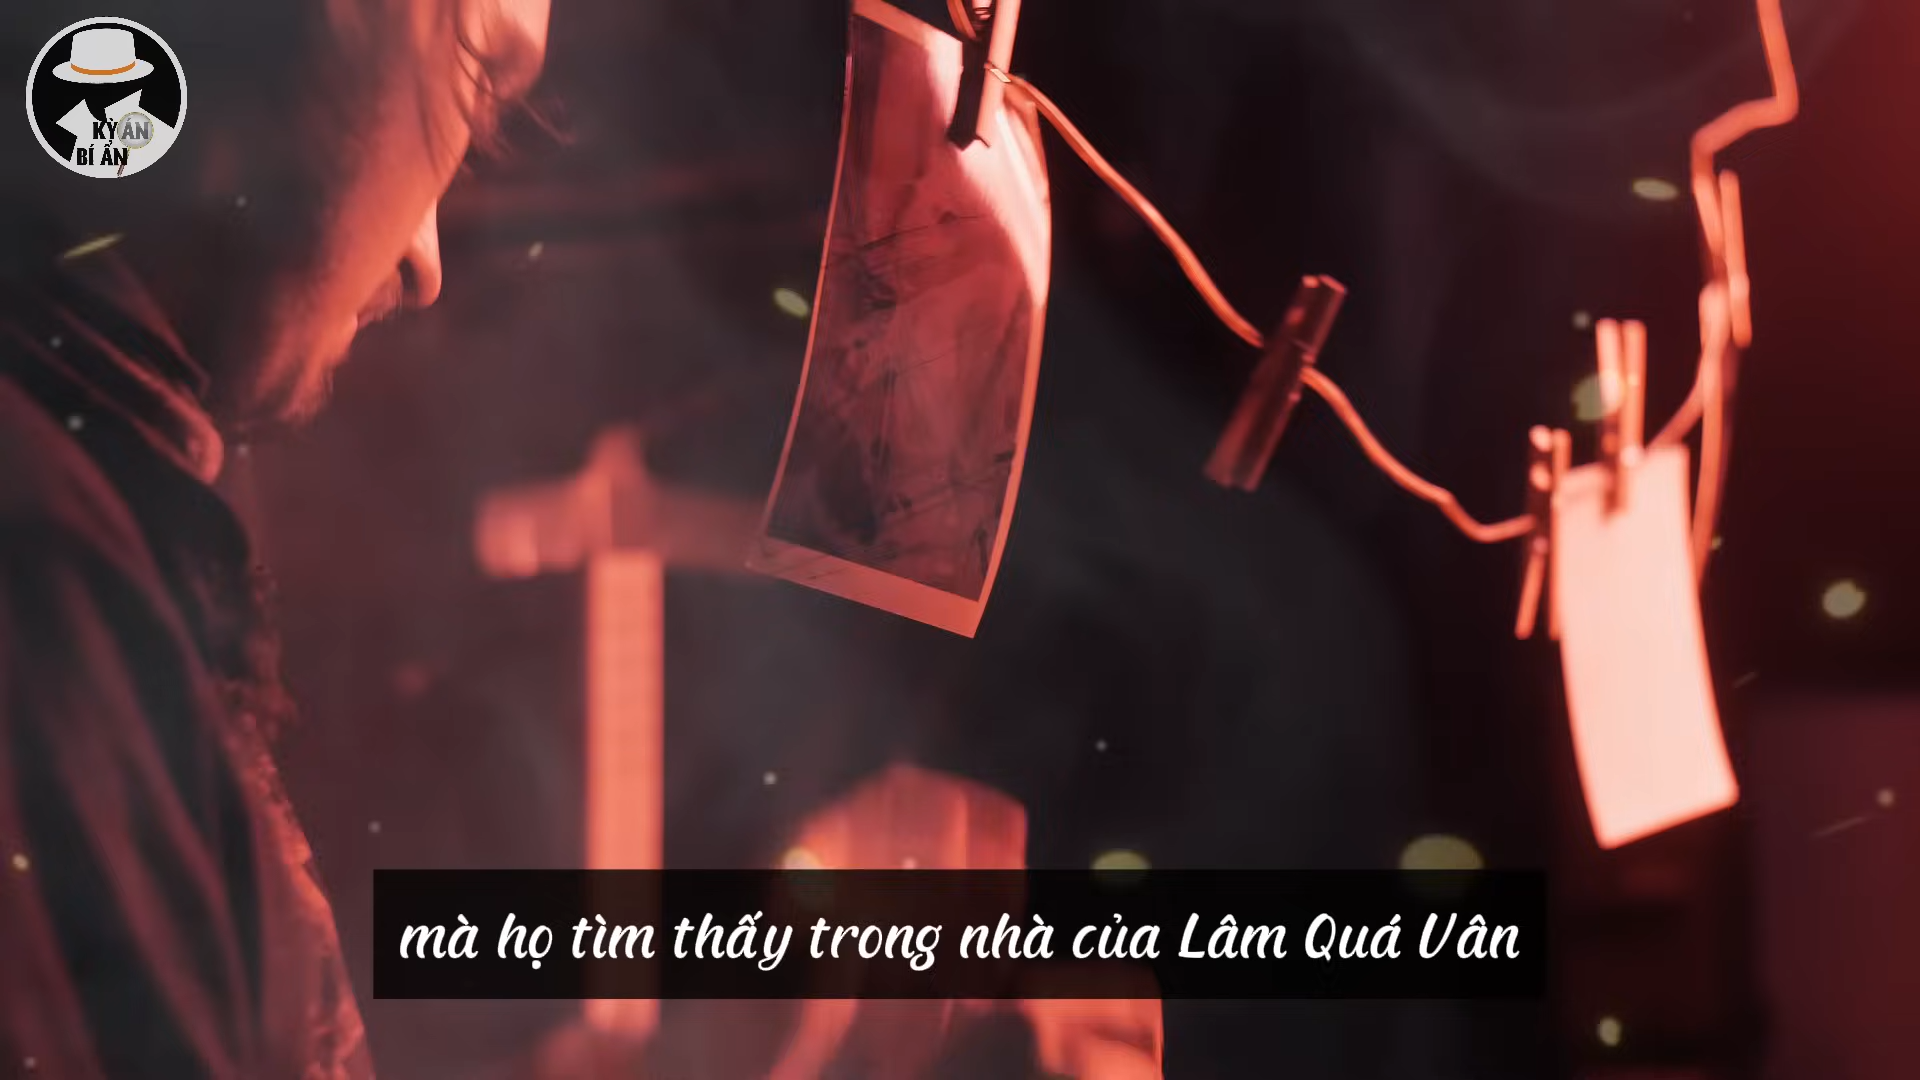 KỲ ÁN
BÍ ẨN
mà họ tìm thấy trong nhà của Lâm Quá Vân